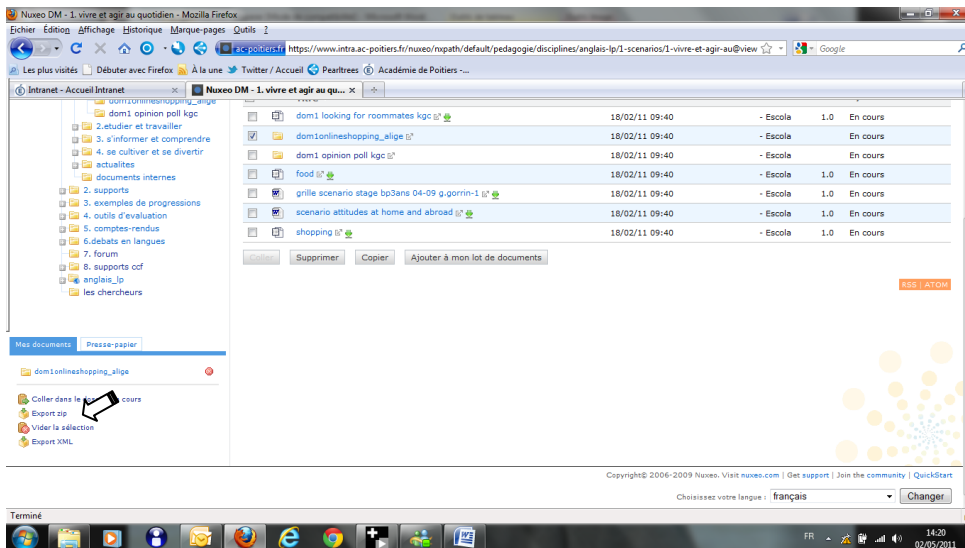 Nuxeo DM - 1. vivre et agir au quotidien - Mozilla Firefox
Fichier Édition Affichage Historique Marque-pages Outils ?
ac-poitiers.fr https://www.intra.ac-poitiers.fr/nuxeo/nxpath/default/pedagogie/disciplines/anglais-lp/1-scenarios/1-vivre-et-agir-au@view
Google
Les plus visités Débuter avec Firefox À la une Twitter / Accueil Pearltrees Académie de Poitiers -...
Intranet - Accueil Intranet
Nuxeo DM - 1. vivre et agir au qu...
dom1onlineshopping_alige
dom1 opinion poll kgc
2.etudier et travailler
3. s'informer et comprendre
4. se cultiver et se divertir
actualites
documents internes
2. supports
3. exemples de progressions
4. outils d'evaluation
5. comptes-rendus
6.debats en langues
7. forum
8. supports ccf
anglais_lp
les chercheurs
dom1 looking for roommates kgc 18/02/11 09:40 - Escola 1.0 En cours
dom1onlineshopping_alige 18/02/11 09:40 - Escola En cours
dom1 opinion poll kgc 18/02/11 09:40 - Escola En cours
food 18/02/11 09:40 - Escola 1.0 En cours
grille scenario stage bp3ans 04-09 g.gorrin-1 18/02/11 09:40 - Escola 1.0 En cours
scenario attitudes at home and abroad 18/02/11 09:40 - Escola 1.0 En cours
shopping 18/02/11 09:40 - Escola 1.0 En cours
Coller Supprimer Copier Ajouter à mon lot de documents
RSS | ATOM
Mes documents Presse-papier
dom1onlineshopping_alige
Coller dans le cours
Export zip
Vider la sélection
Export XML
Copyright© 2006-2009 Nuxeo. Visit nuxeo.com | Get support | Join the community | QuickStart
Choisissez votre langue : français Changer
Terminé
FR
14:20
02/05/2011